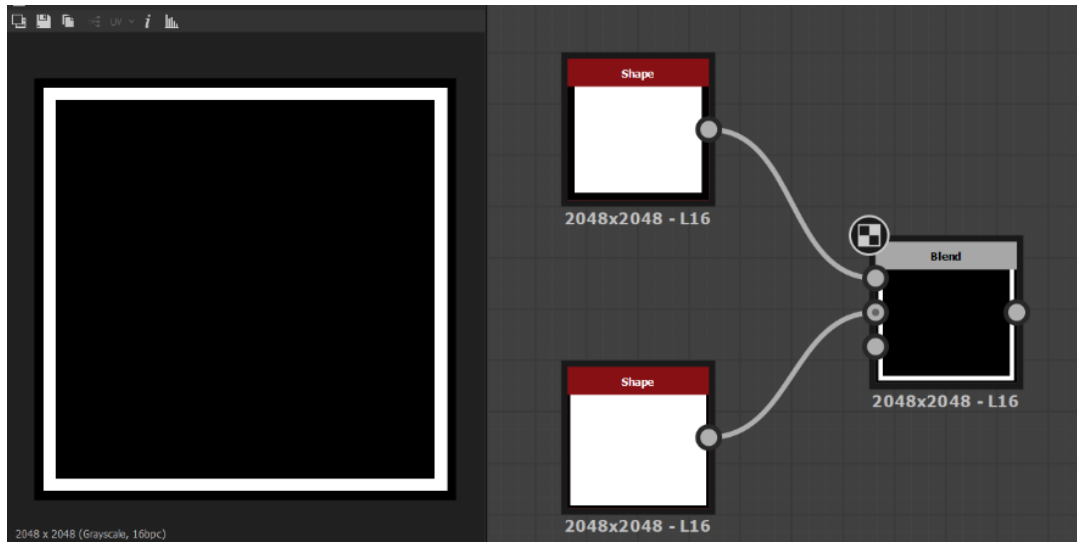 UV
i
2048 x 2048 (Grayscale, 16bpc)
Shape
2048x2048 - L16
Shape
2048x2048 - L16
Blend
2048x2048 - L16